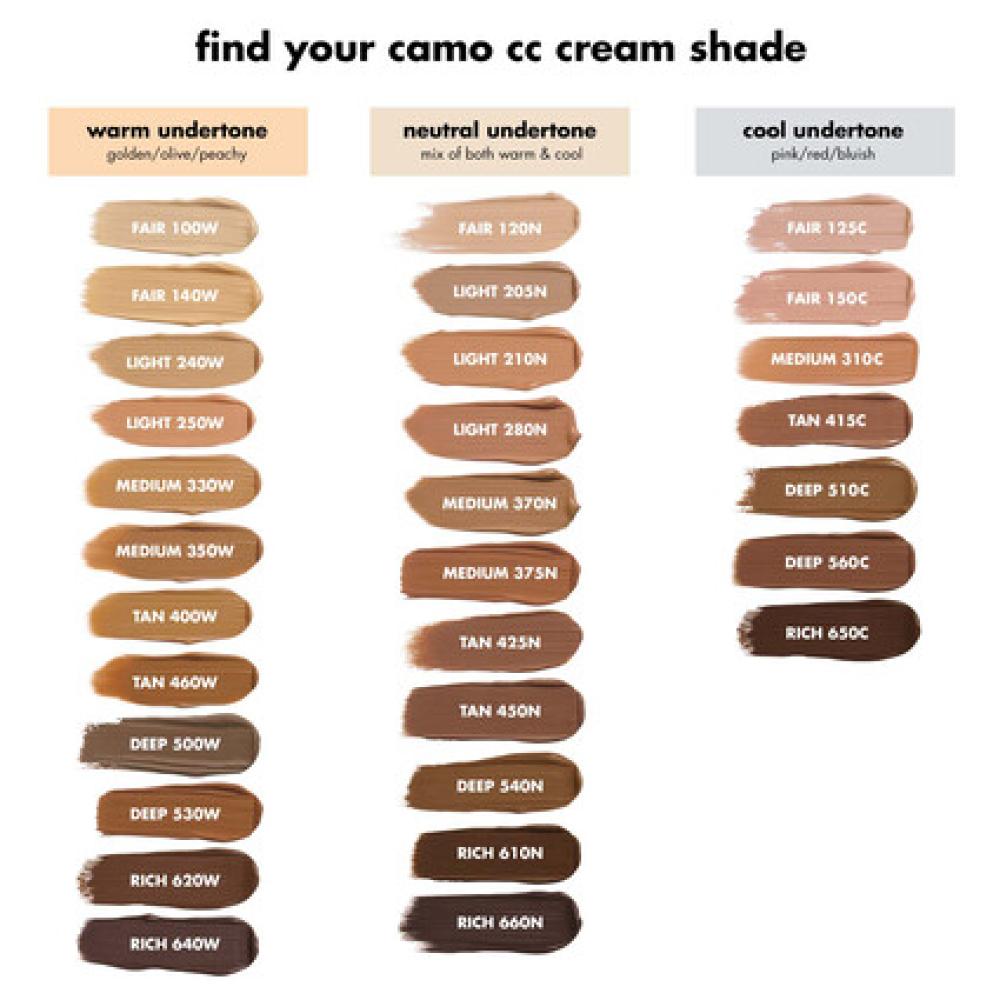 find your camo cc cream shade
warm undertone
golden/olive/peachy
FAIR 100W
FAIR 140W
LIGHT 240W
LIGHT 250W
MEDIUM 330W
MEDIUM 350W
TAN 400W
TAN 460W
DEEP 500W
DEEP 530W
RICH 620W
RICH 640W
neutral undertone
mix of both warm & cool
FAIR 120N
LIGHT 205N
LIGHT 210N
LIGHT 280N
MEDIUM 370N
MEDIUM 375N
TAN 425N
TAN 450N
DEEP 540N
RICH 610N
RICH 660N
cool undertone
pink/red/bluish
FAIR 125C
FAIR 150C
MEDIUM 310C
TAN 415C
DEEP 510C
DEEP 560C
RICH 650C